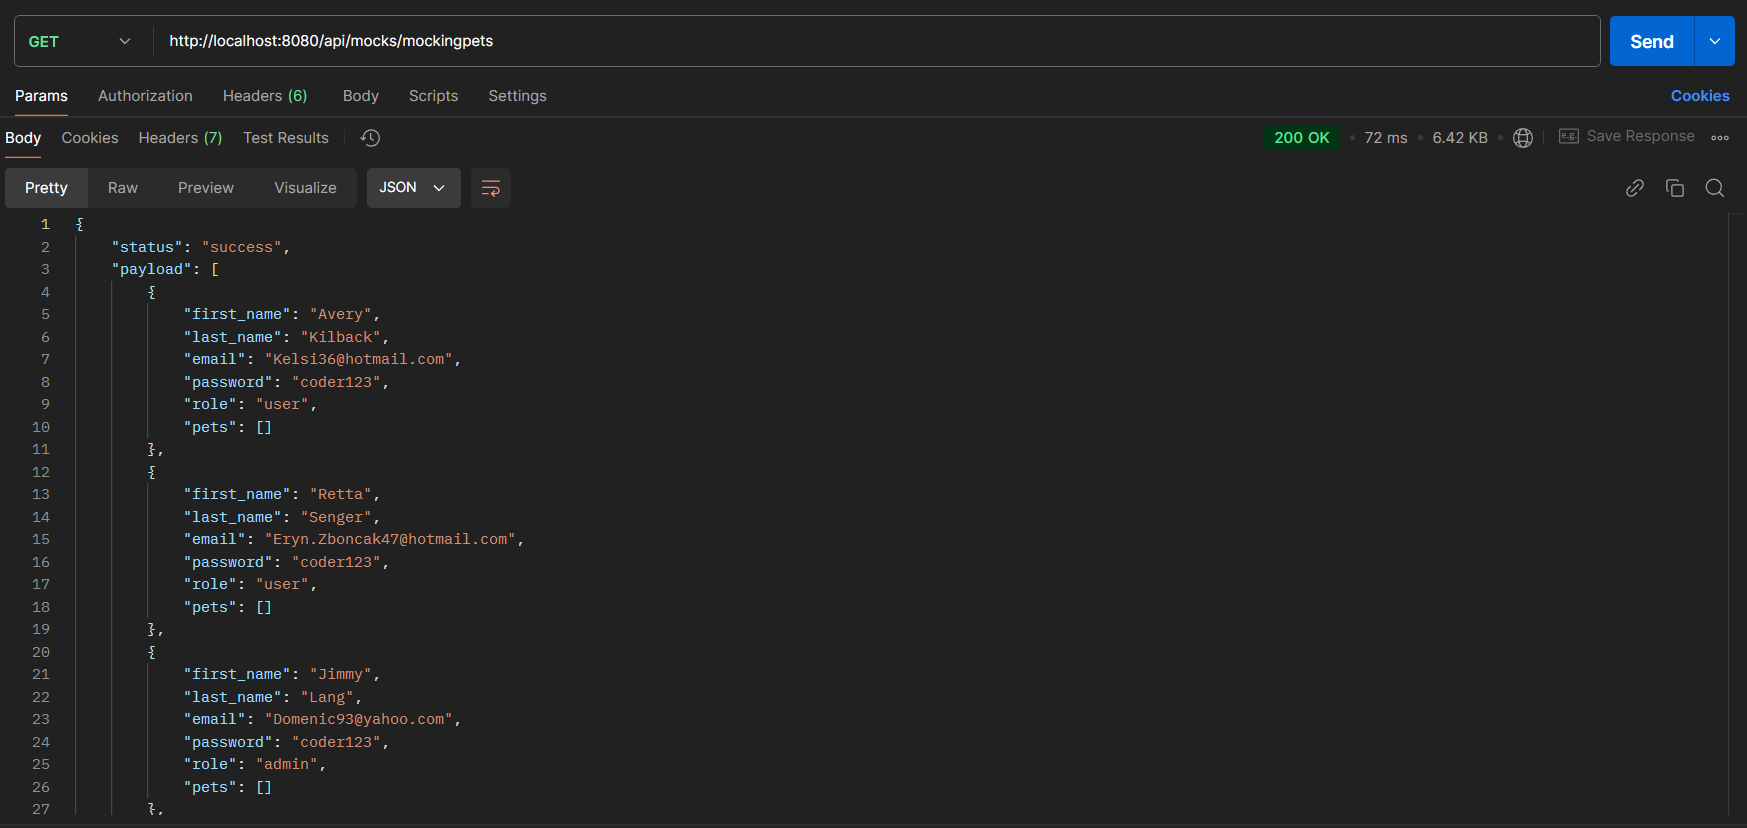 GET http://localhost:8080/api/mocks/mockingpets Send
Params Authorization Headers (6) Body Scripts Settings Cookies
Body Cookies Headers (7) Test Results 200 OK • 72 ms • 6.42 KB • e.g. Save Response
Pretty Raw Preview Visualize JSON
1 {
2 "status": "success",
3 "payload": [
4 {
5 "first_name": "Avery",
6 "last_name": "Kilback",
7 "email": "Kelsi36@hotmail.com",
8 "password": "coder123",
9 "role": "user",
10 "pets": []
11 },
12 {
13 "first_name": "Retta",
14 "last_name": "Senger",
15 "email": "Eryn.Zboncak47@hotmail.com",
16 "password": "coder123",
17 "role": "user",
18 "pets": []
19 },
20 {
21 "first_name": "Jimmy",
22 "last_name": "Lang",
23 "email": "Domenic93@yahoo.com",
24 "password": "coder123",
25 "role": "admin",
26 "pets": []
27 },